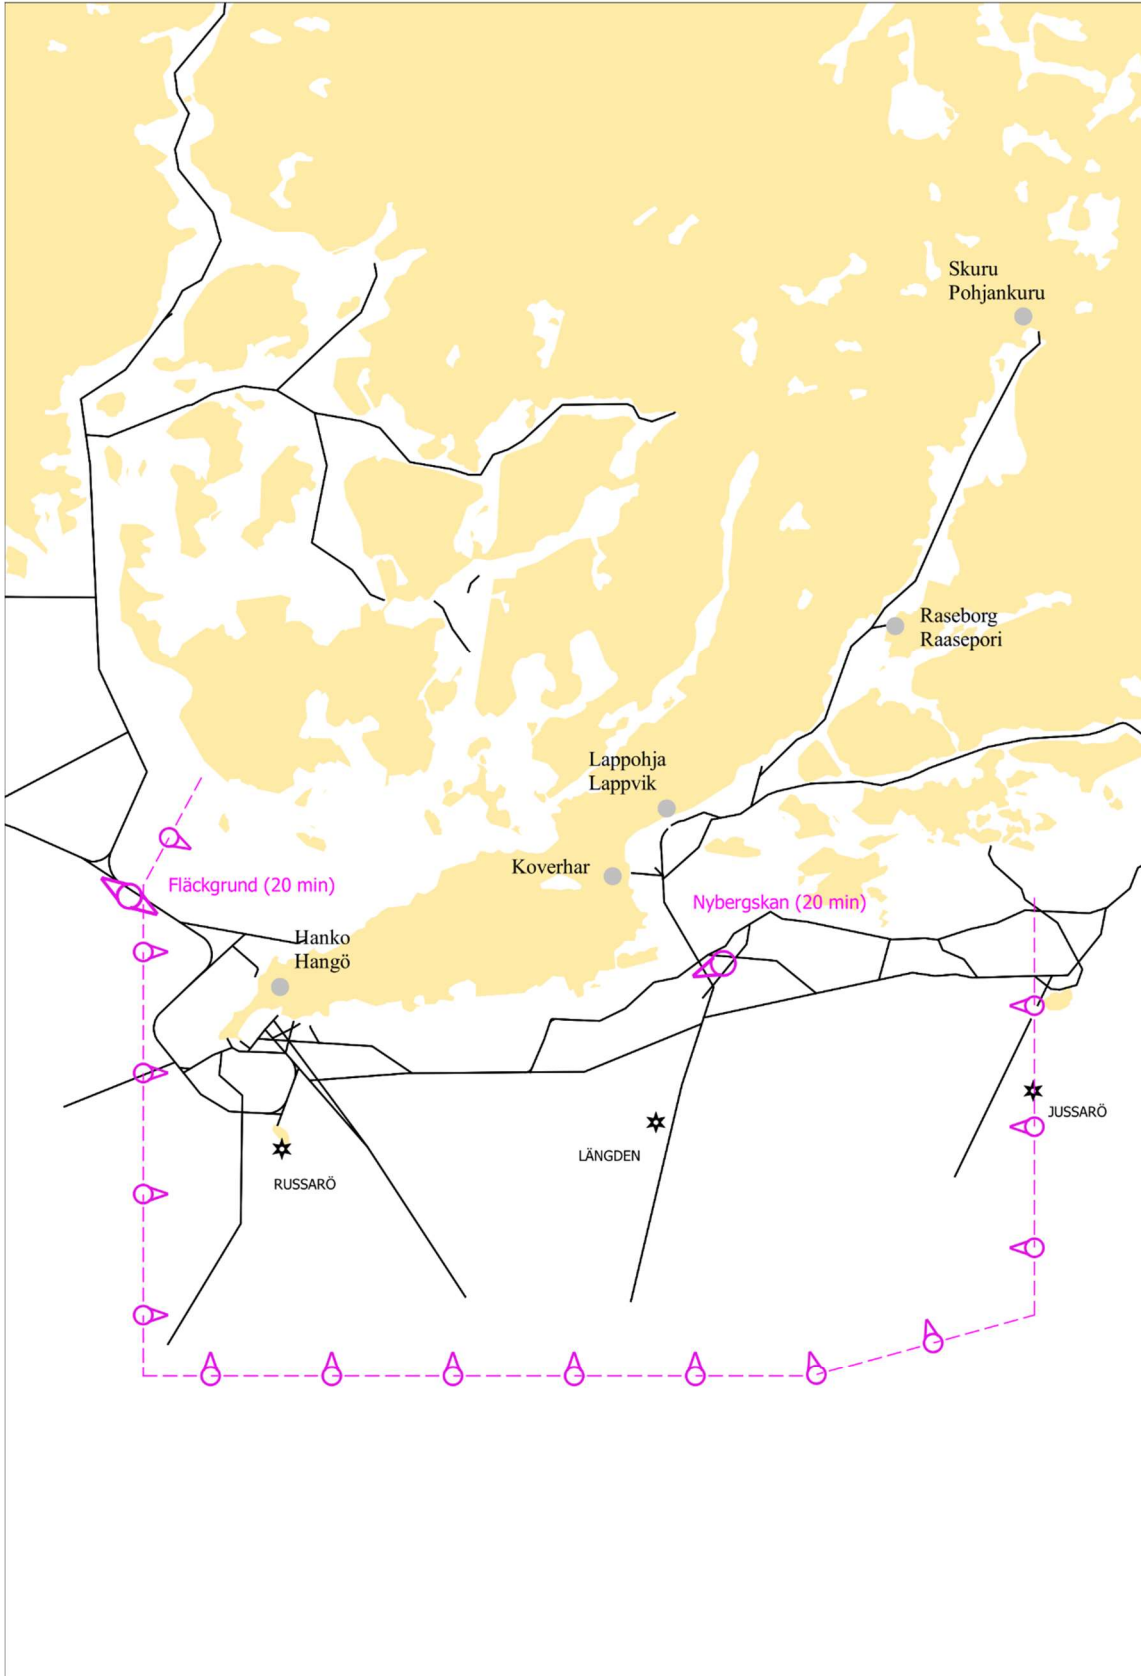 Skuru
Pohjankuru
Raseborg
Raasepori
Lappohja
Lappvik
Koverhar
Fläckgrund (20 min)
Nybergskan (20 min)
Hanko
Hangö
JUSSARÖ
LÄNGDEN
RUSSARÖ